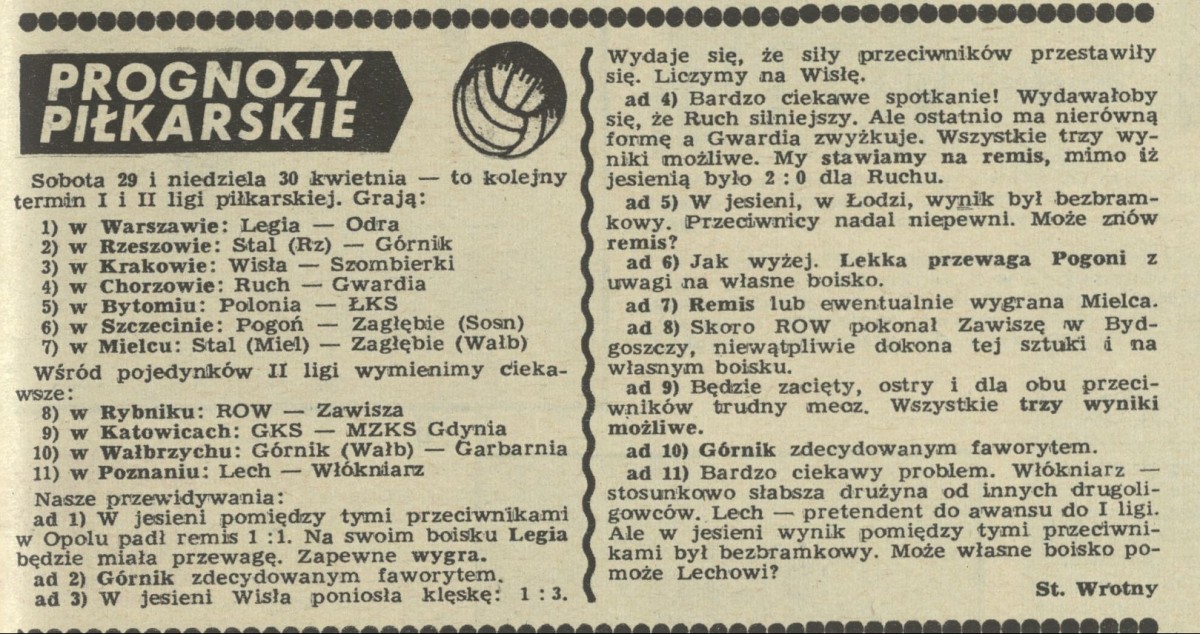 PROGNOZY
PIŁKARSKIE
Sobota 29 i niedziela 30 kwietnia — to kolejny
termin I i II ligi piłkarskiej. Grają:
1) w Warszawie: Legia — Odra
2) w Rzeszowie: Stal (Rz) — Górnik
3) w Krakowie: Wisła — Szombierki
4) w Chorzowie: Ruch — Gwardia
5) w Bytomiu: Polonia — ŁKS
6) w Szczecinie: Pogoń — Zagłębie (Sosn)
7) w Mielcu: Stal (Miel) — Zagłębie (Wałb)
Wśród pojedynków II ligi wymienimy cieka-
wsze:
8) w Rybniku: ROW — Zawisza
9) w Katowicach: GKS — MZKS Gdynia
10) w Wałbrzychu: Górnik (Wałb) — Garbarnia
11) w Poznaniu: Lech — Włókniarz
Nasze przewidywania:
ad 1) W jesieni pomiędzy tymi przeciwnikami
w Opolu padł remis 1 : 1. Na swoim boisku Legia
będzie miała przewagę. Zapewne wygra.
ad 2) Górnik zdecydowanym faworytem.
ad 3) W jesieni Wisła poniosła klęskę: 1 : 3.
Wydaje się, że siły przeciwników przestawiły
się. Liczymy na Wisłę.
ad 4) Bardzo ciekawe spotkanie! Wydawałoby
się, że Ruch silniejszy. Ale ostatnio ma nierówną
formę a Gwardia zwyżkuje. Wszystkie trzy wy-
niki możliwe. My stawiamy na remis, mimo iż
jesienią było 2 : 0 dla Ruchu.
ad 5) W jesieni, w Łodzi, wynik był bezbram-
kowy. Przeciwnicy nadal niepewni. Może znów
remis?
ad 6) Jak wyżej. Lekka przewaga Pogoni z
uwagi na własne boisko.
ad 7) Remis lub ewentualnie wygrana Mielca.
ad 8) Skoro ROW pokonał Zawiszę w Byd-
goszczy, niewątpliwie dokona tej sztuki i na
własnym boisku.
ad 9) Będzie zacięty, ostry i dla obu przeci-
wników trudny mecz. Wszystkie trzy wyniki
możliwe.
ad 10) Górnik zdecydowanym faworytem.
ad 11) Bardzo ciekawy problem. Włókniarz —
stosunkowo słabsza drużyna od innych drugoli-
gowców. Lech — pretendent do awansu do I ligi.
Ale w jesieni wynik pomiędzy tymi przeciwni-
kami był bezbramkowy. Może własne boisko po-
może Lechowi?
St. Wrotny